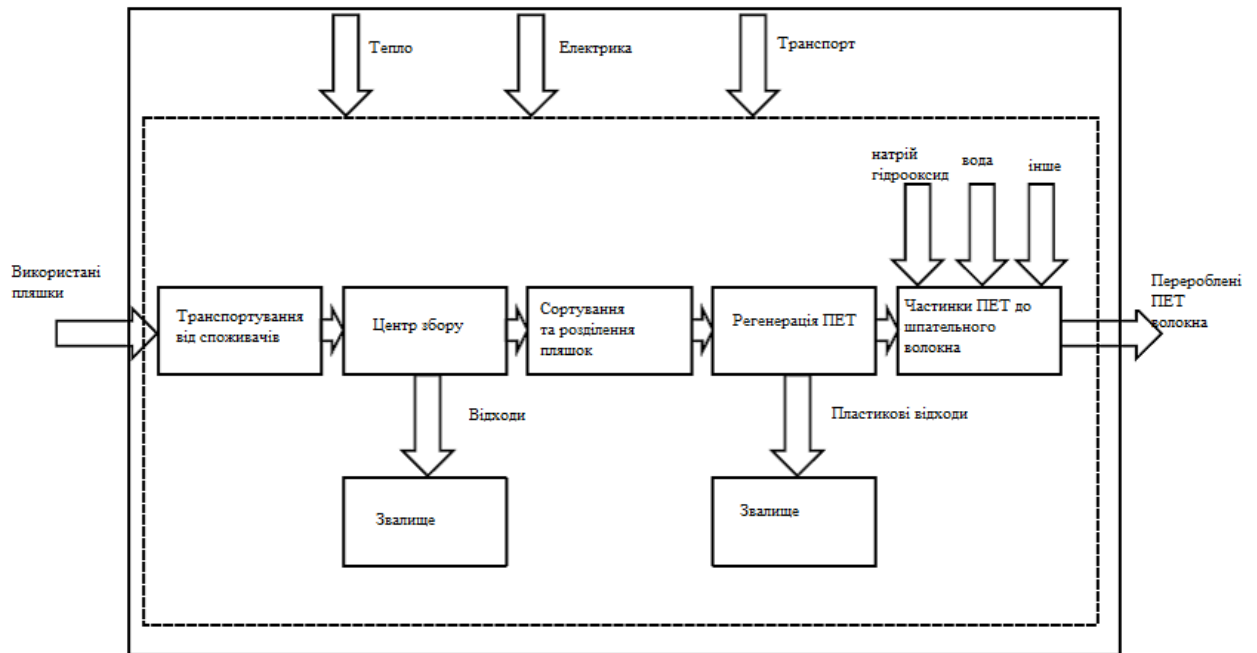 Тепло
Електрика
Транспорт
натрій
гідрооксид
вода
інше
Використані
пляшки
Транспортування
від споживачів
Центр збору
Сортування
та розділення
пляшок
Регенерація ПЕТ
Частинки ПЕТ до
шпательного
волокна
Перероблені
ПЕТ
волокна
Відходи
Пластикові відходи
Звалище
Звалище